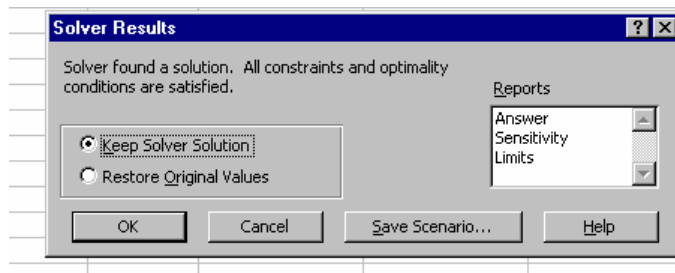 Solver Results
Solver found a solution. All constraints and optimality
conditions are satisfied.
Reports
Answer
Sensitivity
Limits
Keep Solver Solution
Restore Original Values
OK
Cancel
Save Scenario...
Help